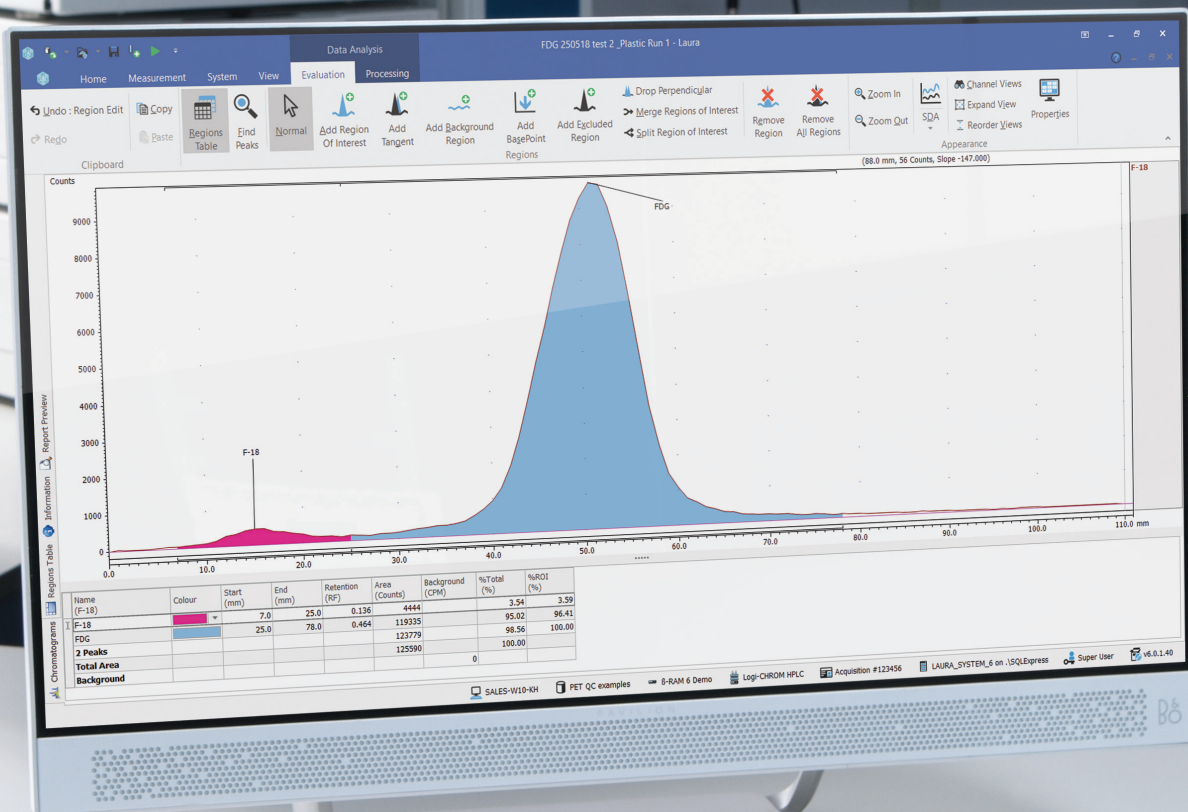 Data Analysis
FDG 250518 test 2 _Plastic Run 1 - Laura
Home Measurement System View Evaluation Processing
Undo : Region Edit
Redo
Copy
Paste
Clipboard
Regions Table
Find Peaks
Normal
Add Region Of Interest
Add Tangent
Add Background Region
Add BasePoint
Add Excluded Region
Drop Perpendicular
Merge Regions of Interest
Split Region of Interest
Remove Region
Remove All Regions
Regions
Zoom In
Zoom Out
SDA
Channel Views
Expand View
Reorder Views
Properties
Appearance
(88.0 mm, 56 Counts, Slope -147.000)
Counts
F-18
9000
8000
7000
6000
5000
4000
3000
2000
1000
0
FDG
F-18
0.0 10.0 20.0 30.0 40.0 50.0 60.0 70.0 80.0 90.0 100.0 110.0 mm
Report Preview
Information
Regions Table
Chromatograms
Name (F-18) Colour Start (mm) End (mm) Retention (RF) Area (Counts) Background (CPM) %Total (%) %ROI (%)
F-18 7.0 25.0 0.136 4444 3.54 3.59
FDG 25.0 78.0 0.464 119335 95.02 96.41
2 Peaks 123779 98.56 100.00
Total Area 125590 100.00
Background 0
SALES-W10-KH PET QC examples ß-RAM 6 Demo Logi-CHROM HPLC Acquisition #123456 LAURA_SYSTEM_6 on .\SQLExpress Super User v6.0.1.40
PAVILION
B&O